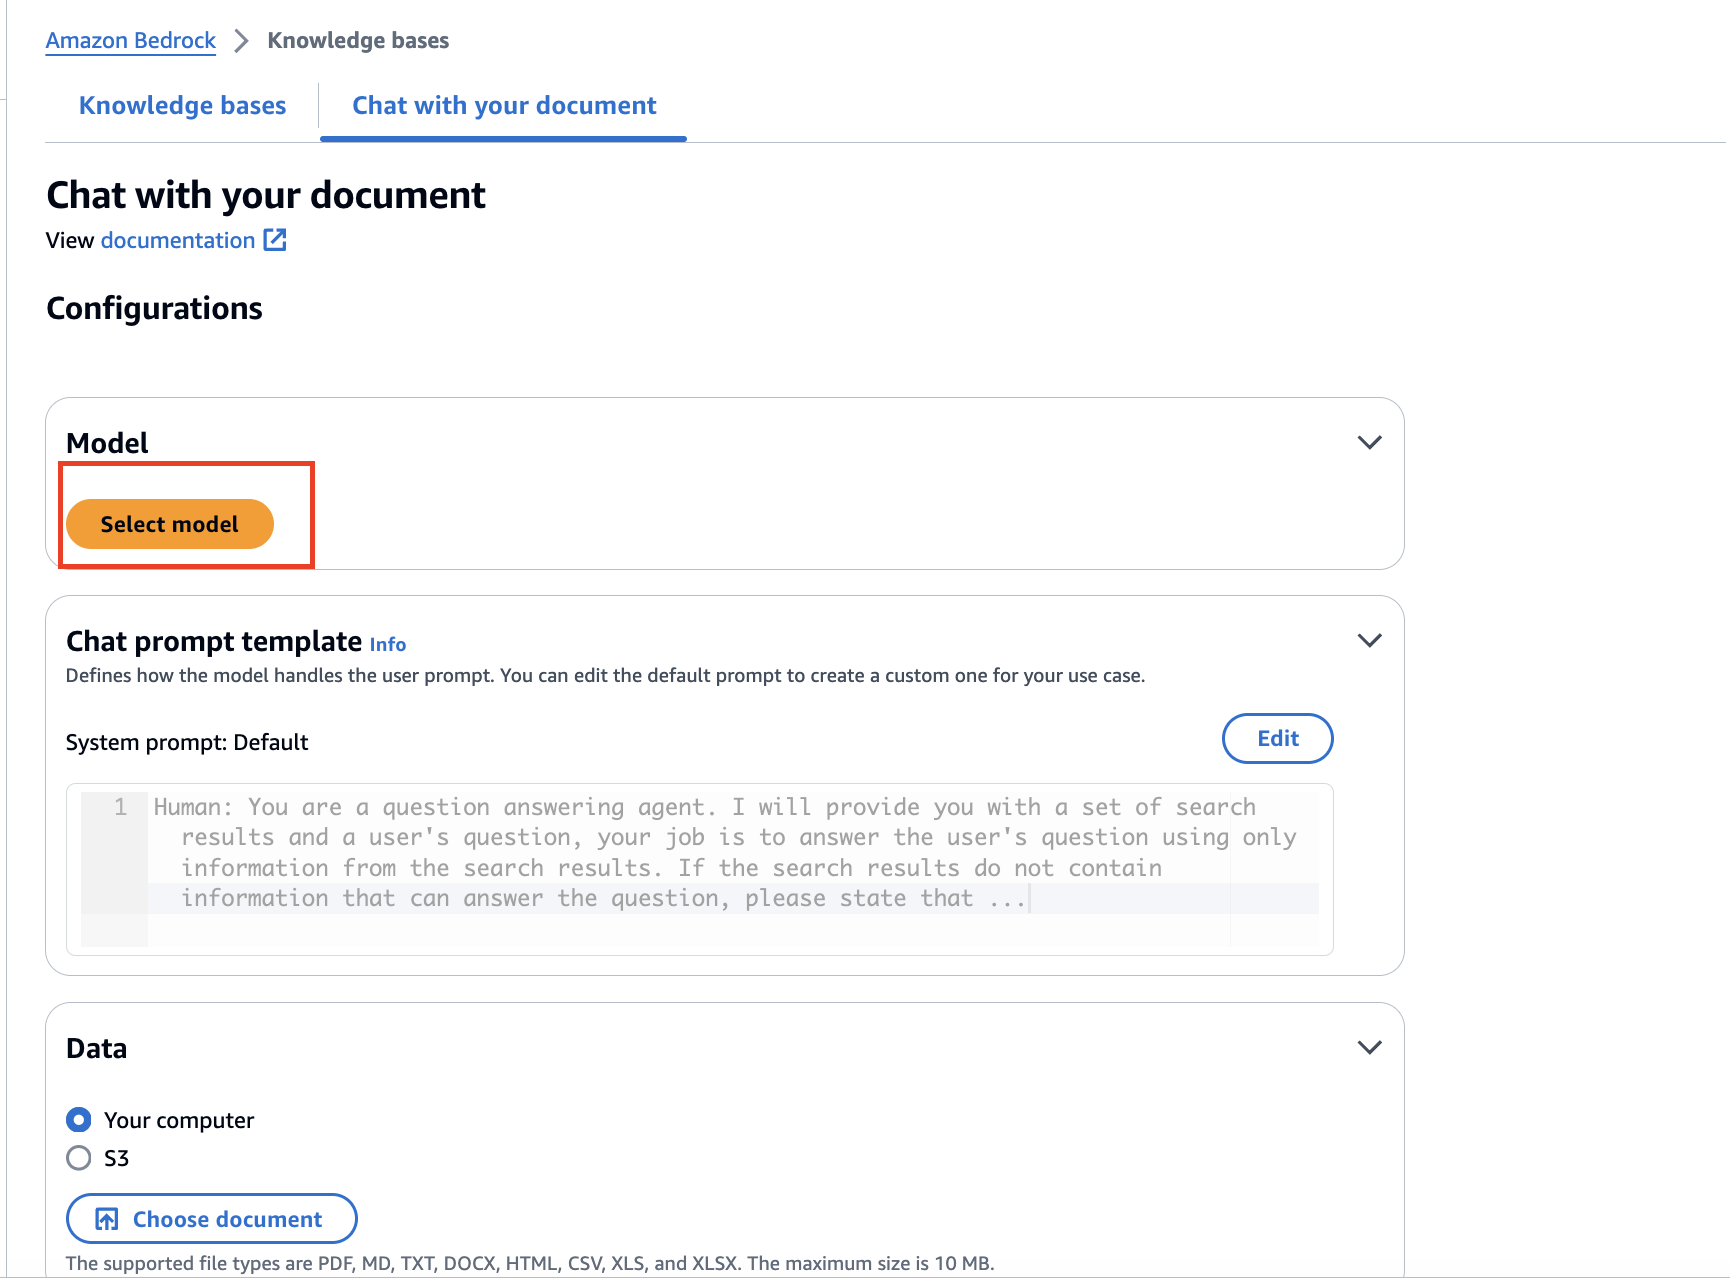 Amazon Bedrock > Knowledge bases
Knowledge bases
Chat with your document
Chat with your document
View documentation
Configurations
Model
Select model
Chat prompt template Info
Defines how the model handles the user prompt. You can edit the default prompt to create a custom one for your use case.
System prompt: Default
Edit
1 Human: You are a question answering agent. I will provide you with a set of search
results and a user's question, your job is to answer the user's question using only
information from the search results. If the search results do not contain
information that can answer the question, please state that ...
Data
Your computer
S3
Choose document
The supported file types are PDF, MD, TXT, DOCX, HTML, CSV, XLS, and XLSX. The maximum size is 10 MB.